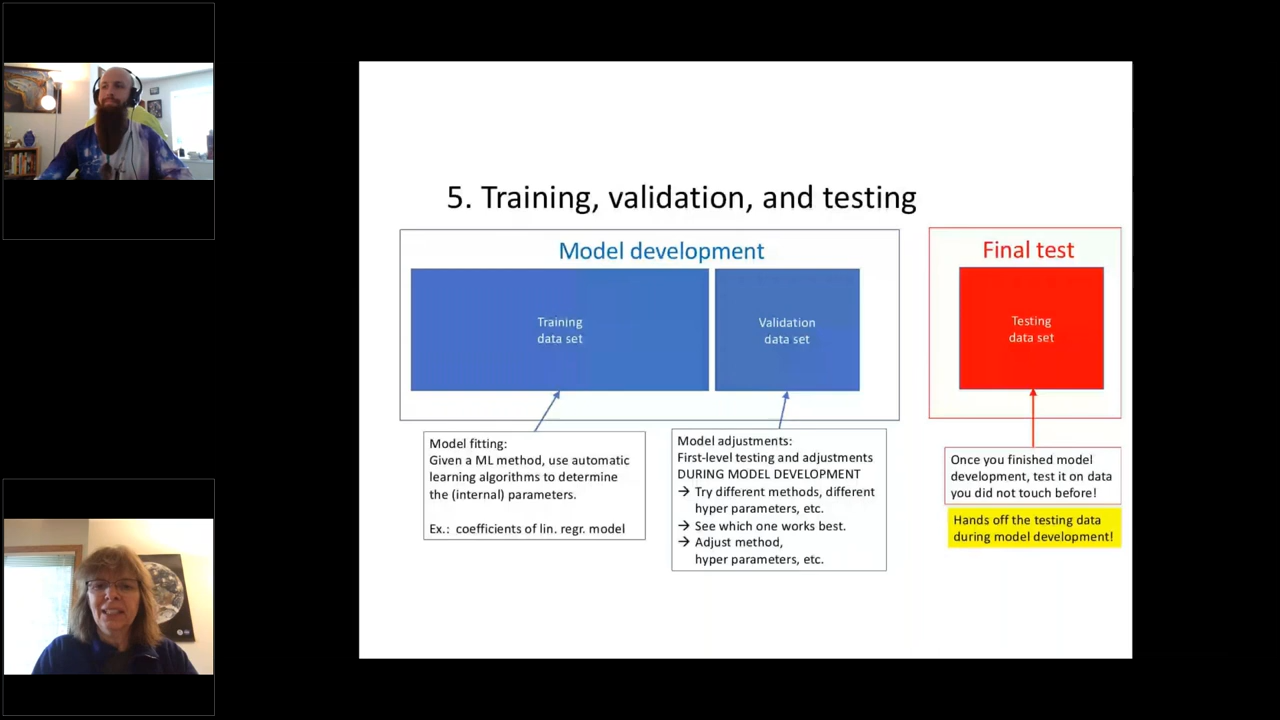 5. Training, validation, and testing
Model development
Training
data set
Validation
data set
Final test
Testing
data set
Model fitting:
Given a ML method, use automatic
learning algorithms to determine
the (internal) parameters.
Ex.: coefficients of lin. regr. model
Model adjustments:
First-level testing and adjustments
DURING MODEL DEVELOPMENT
→ Try different methods, different
hyper parameters, etc.
→ See which one works best.
→ Adjust method,
hyper parameters, etc.
Once you finished model
development, test it on data
you did not touch before!
Hands off the testing data
during model development!